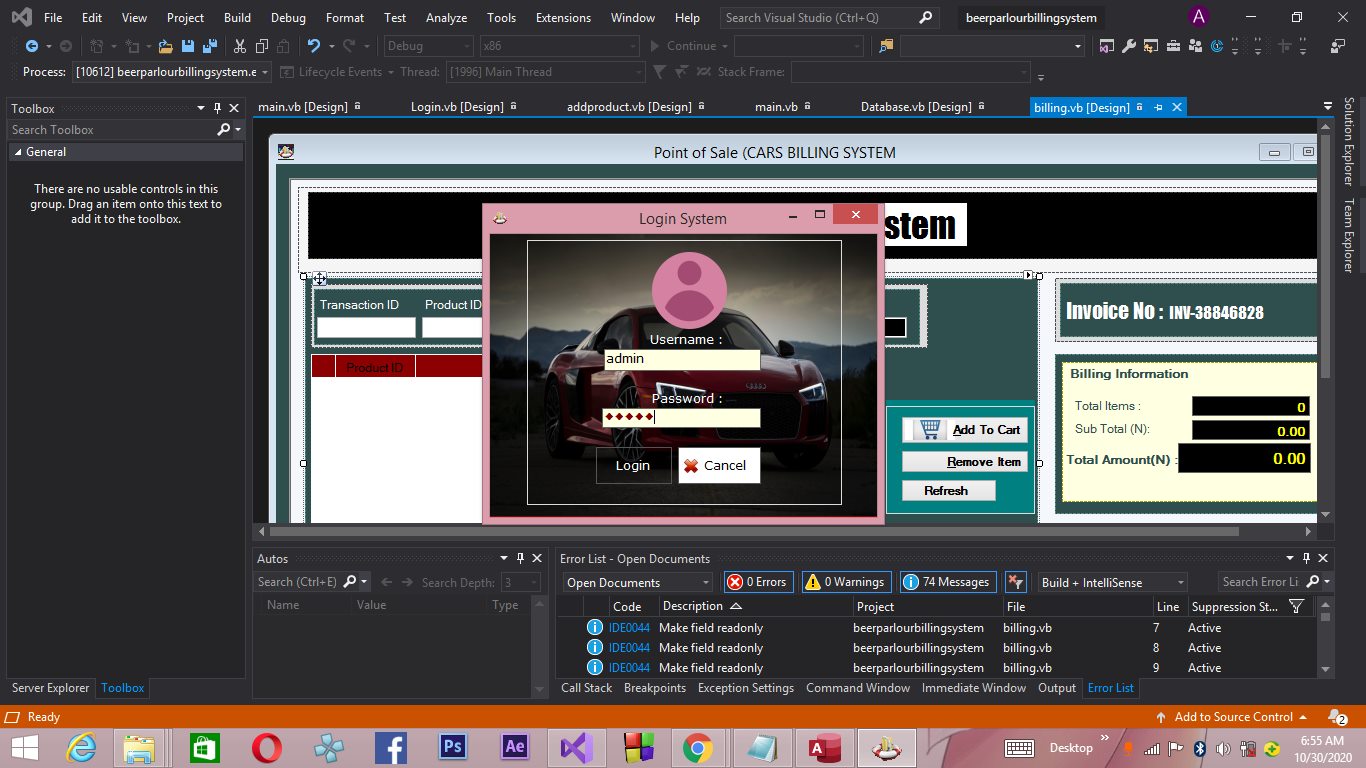 File Edit View Project Build Debug Format Test Analyze Tools Extensions Window Help Search Visual Studio (Ctrl+Q) beerparlourbillingsystem A
Debug x86 Continue
Process: [10612] beerparlourbillingsystem.e Lifecycle Events Thread: [1996] Main Thread Stack Frame:
Toolbox
Search Toolbox
General
There are no usable controls in this
group. Drag an item onto this text to
add it to the toolbox.
Server Explorer Toolbox
main.vb [Design] Login.vb [Design] addproduct.vb [Design] main.vb Database.vb [Design] billing.vb [Design]
Solution Explorer
Team Explorer
Point of Sale (CARS BILLING SYSTEM
stem
Transaction ID Product ID
Product ID
Login System
Username :
admin
Password :
Login Cancel
Add To Cart
Remove Item
Refresh
Invoice No : INV-38846828
Billing Information
Total Items : 0
Sub Total (N): 0.00
Total Amount(N) : 0.00
Autos
Search (Ctrl+E) Search Depth: 3
Name Value Type
Error List - Open Documents
Open Documents 0 Errors 0 Warnings 74 Messages Build + IntelliSense Search Error Li
Code Description Project File Line Suppression St...
IDE0044 Make field readonly beerparlourbillingsystem billing.vb 7 Active
IDE0044 Make field readonly beerparlourbillingsystem billing.vb 8 Active
IDE0044 Make field readonly beerparlourbillingsystem billing.vb 9 Active
Call Stack Breakpoints Exception Settings Command Window Immediate Window Output Error List
Ready Add to Source Control 2
Ps Ae A Desktop 6:55 AM
10/30/2020